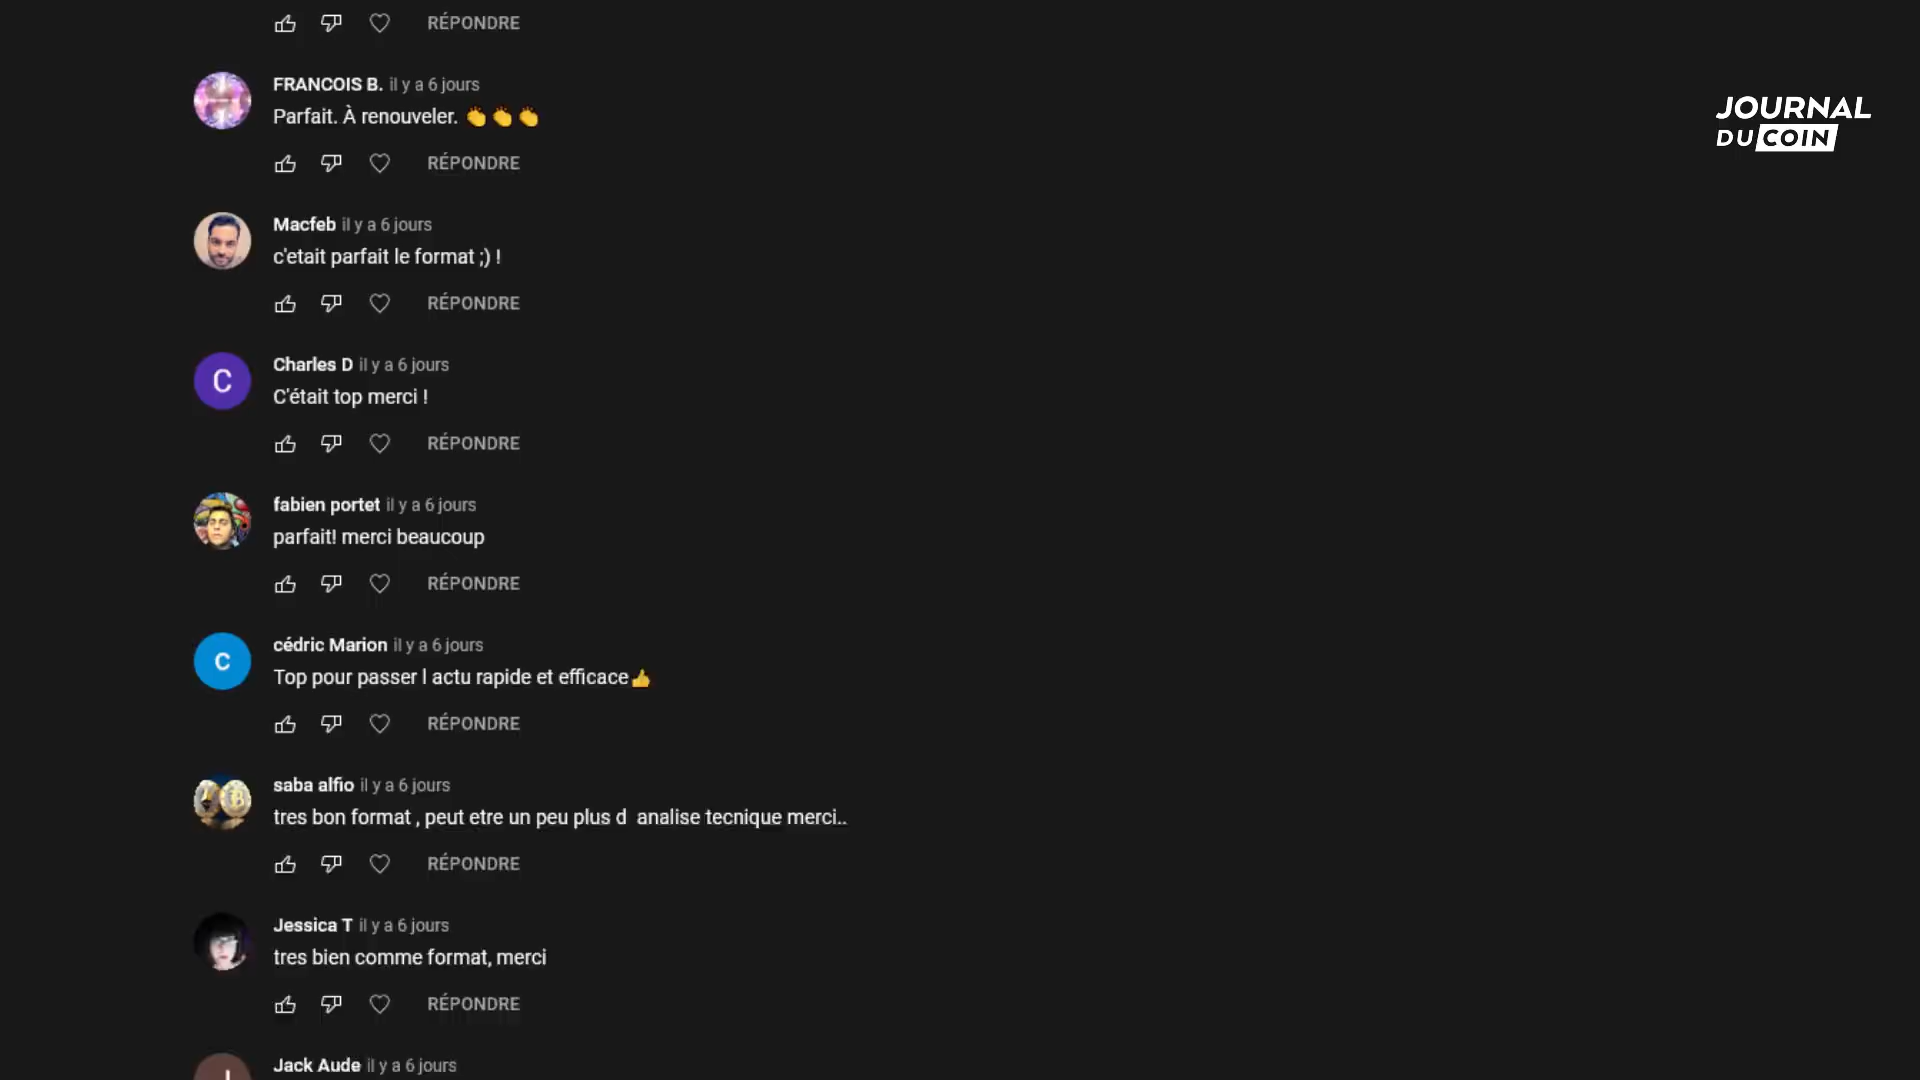 RÉPONDRE
FRANCOIS B. il y a 6 jours
Parfait. À renouveler. 👏👏👏
RÉPONDRE
JOURNAL
DU COIN
Macfeb il y a 6 jours
c'etait parfait le format ;) !
RÉPONDRE
C
Charles D il y a 6 jours
C'était top merci !
RÉPONDRE
fabien portet il y a 6 jours
parfait! merci beaucoup
RÉPONDRE
c
cédric Marion il y a 6 jours
Top pour passer l actu rapide et efficace👍
RÉPONDRE
saba alfio il y a 6 jours
tres bon format , peut etre un peu plus d  analise tecnique merci..
RÉPONDRE
Jessica T il y a 6 jours
tres bien comme format, merci
RÉPONDRE
Jack Aude il y a 6 jours